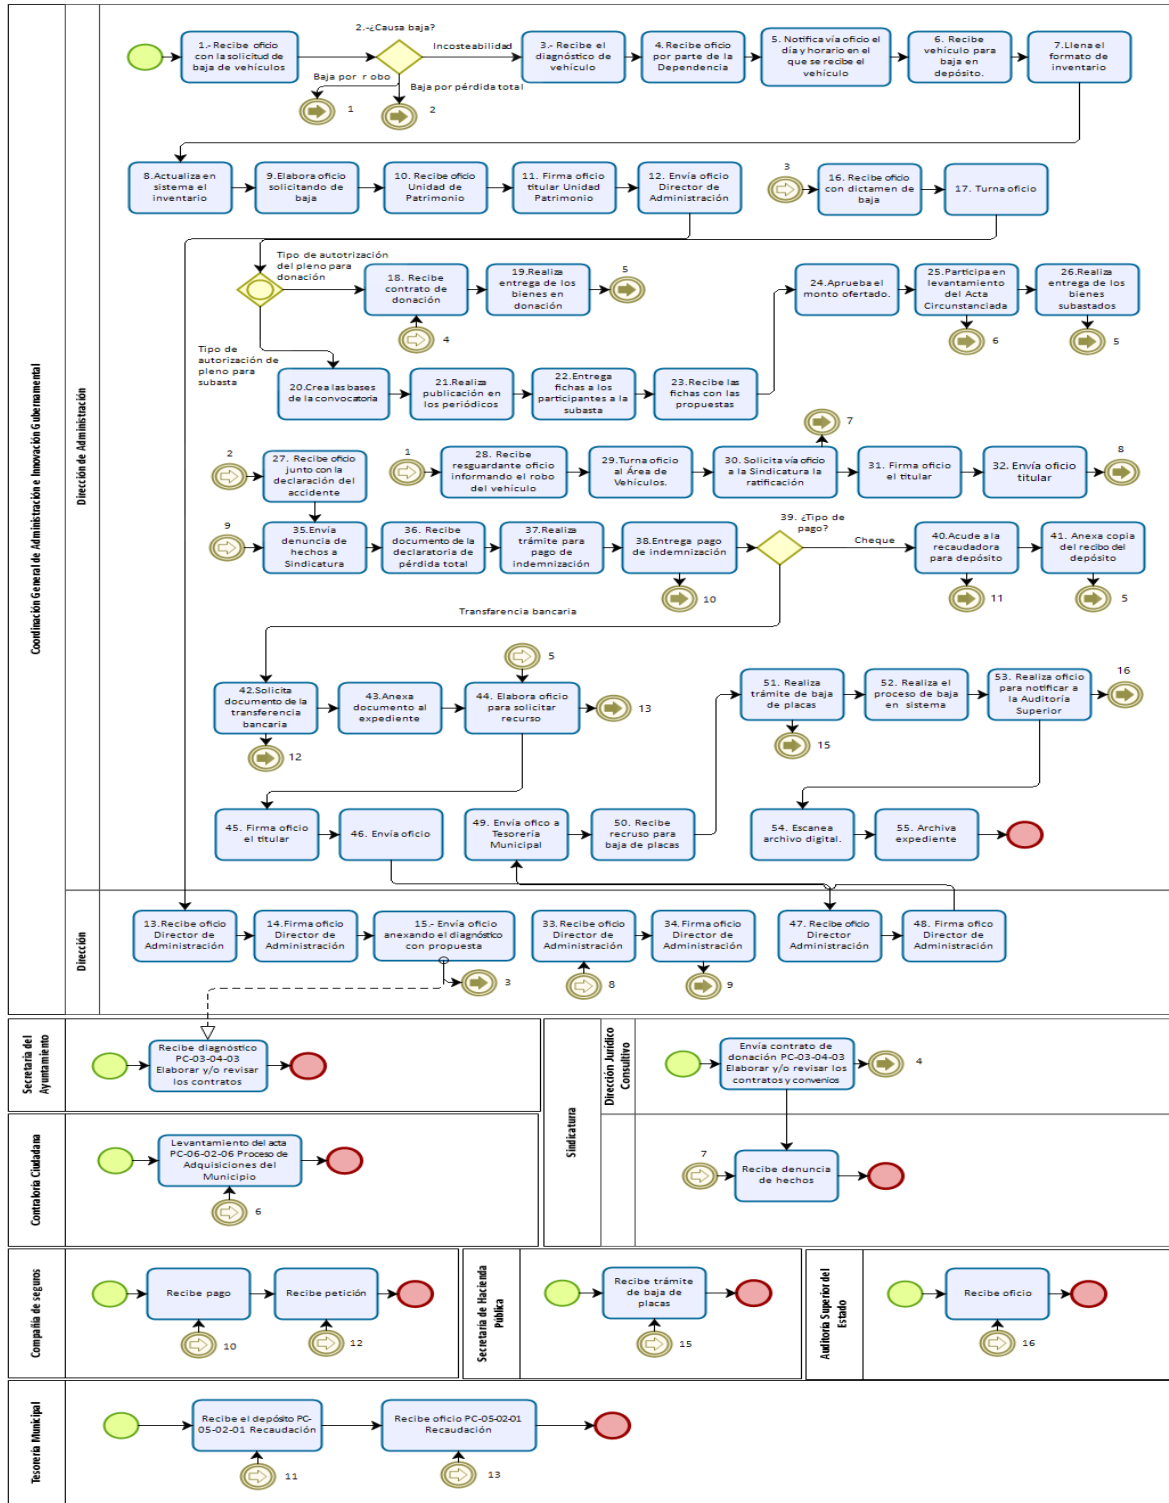 Coordinación General de Administración e Innovación Gubernamental
Dirección de Administración
2.-¿Causa baja?
1.- Recibe oficio
con la solicitud de
baja de vehículos
Incosteabilidad
3.- Recibe el
diagnóstico de
vehículo
4. Recibe oficio
por parte de la
Dependencia
5. Notifica vía oficio el
día y horario en el
que se recibe el
vehículo
6. Recibe
vehículo para
baja en
depósito.
7.Llena el
formato de
inventario
Baja por r obo
Baja por pérdida total
1
2
8.Actualiza en
sistema el
inventario
9.Elabora oficio
solicitando de
baja
10. Recibe oficio
Unidad de
Patrimonio
11. Firma oficio
titular Unidad
Patrimonio
12. Envía oficio
Director de
Administración
3
16. Recibe oficio
con dictamen de
baja
17. Turna oficio
Tipo de autotrización
del pleno para
donación
18. Recibe
contrato de
donación
19.Realiza
entrega de los
bienes en
donación
5
4
24.Aprueba el
monto ofertado.
25.Participa en
levantamiento
del Acta
Circunstanciada
26.Realiza
entrega de los
bienes
subastados
6
5
Tipo de
autorización de
pleno para
subasta
20.Crea las bases
de la convocatoria
21.Realiza
publicación en
los periódicos
22.Entrega
fichas a los
participantes a la
subasta
23.Recibe las
fichas con las
propuestas
7
2
27. Recibe oficio
junto con la
declaración del
accidente
1
28. Recibe
resguardante oficio
informando el robo
del vehículo
29.Turna oficio
al Área de
Vehículos.
30. Solicita vía oficio
a la Sindicatura la
ratificación
31. Firma oficio
el titular
32. Envía oficio
titular
8
9
35.Envía
denuncia de
hechos a
Sindicatura
36. Recibe
documento de la
declaratoria de
pérdida total
37.Realiza
trámite para
pago de
indemnización
38.Entrega pago
de indemnización
39. ¿Tipo de
pago?
Cheque
40.Acude a la
recaudadora
para depósito
41. Anexa copia
del recibo del
depósito
10
11
5
Transfarencia bancaria
42.Solicita
documento de la
transferencia
bancaria
43.Anexa
documento al
expediente
5
44. Elabora oficio
para solicitar
recurso
13
12
51. Realiza
trámite de baja
de placas
52. Realiza el
proceso de baja
en sistema
53. Realiza oficio
para notificar a
la Auditoría
Superior
16
15
45. Firma oficio
el titular
46. Envía oficio
49. Envía ofico a
Tesorería
Municipal
50. Recibe
recruso para
baja de placas
54. Escanea
archivo digital.
55. Archiva
expediente
Dirección
13.Recibe oficio
Director de
Administración
14.Firma oficio
Director de
Administración
15.- Envía oficio
anexando el diagnóstico
con propuesta
3
33.Recibe oficio
Director de
Administración
8
34.Firma oficio
Director de
Administración
9
47. Recibe oficio
Director
Administración
48. Firma ofico
Director de
Administración
Secretaría del
Ayuntamiento
Recibe diagnóstico
PC-03-04-03
Elaborar y/o revisar
los contratos
Sindicaturra
Dirección Jurídico
Consultivo
Envía contrato de
donación PC-03-04-03
Elaborar y/o revisar los
contratos y convenios
4
Contraloría Ciudadana
Levantamiento del acta
PC-06-02-06 Proceso de
Adquisiciones del
Municipio
6
7
Recibe denuncia
de hechos
Compañía de seguros
Recibe pago
Recibe petición
10
12
Secretaría de Hacienda
Pública
Recibe trámite
de baja de
placas
15
Auditoría Superior del
Estado
Recibe oficio
16
Tesorería Municipal
Recibe el depósito PC-
05-02-01 Recaudación
Recibe oficio PC-05-02-01
Recaudación
11
13